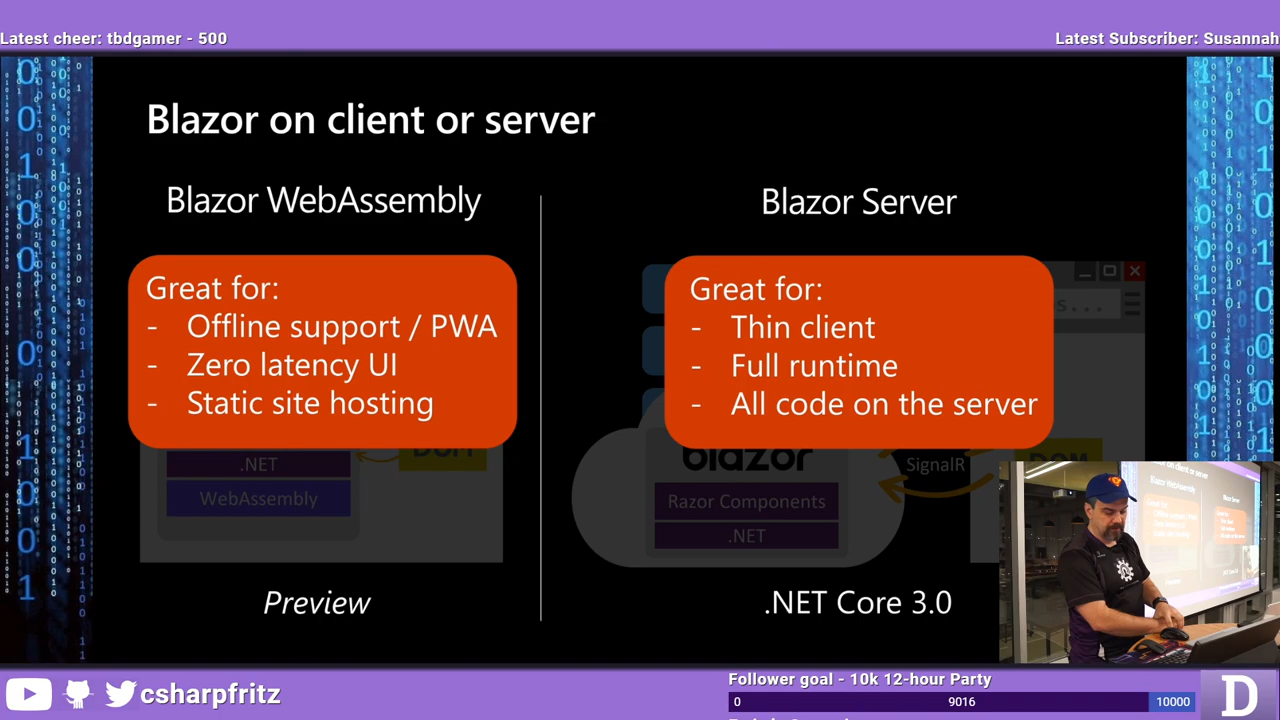 Latest cheer: tbdgamer - 500
Latest Subscriber: Susannah
Blazor on client or server
Blazor WebAssembly
Great for:
- Offline support / PWA
- Zero latency UI
- Static site hosting
DOM
.NET
WebAssembly
Preview
Blazor Server
Great for:
- Thin client
- Full runtime
- All code on the server
s...
blazor
SignalR
DOM
Razor Components
.NET
.NET Core 3.0
csharpfritz
Follower goal - 10k 12-hour Party
0 9016 10000
D